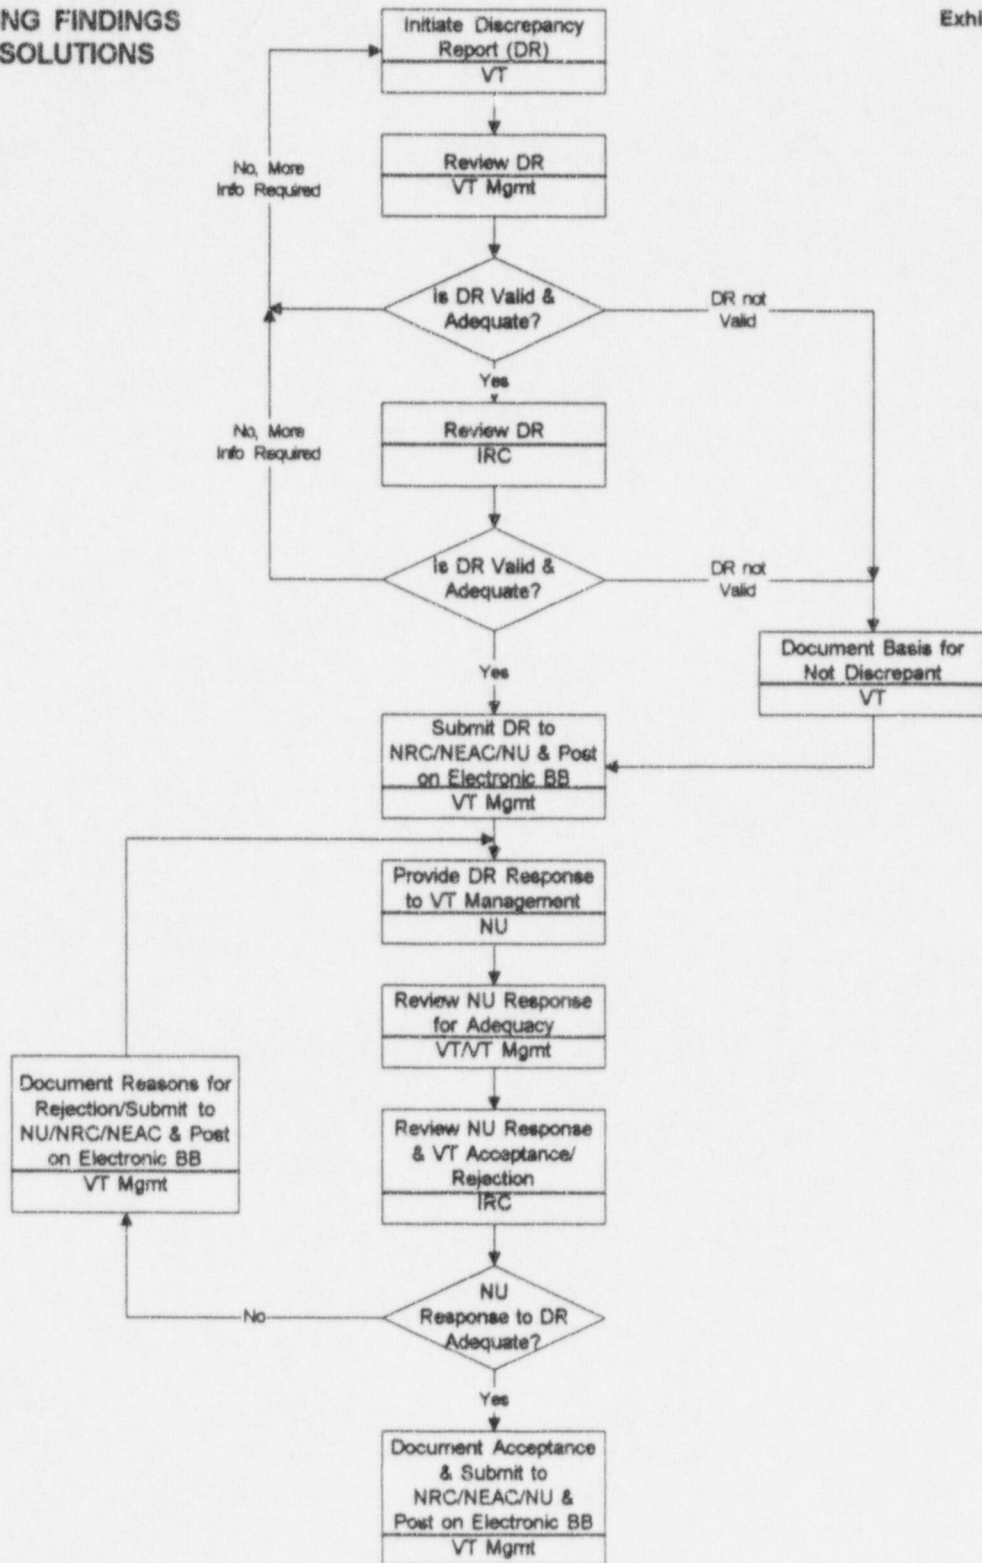 NG FINDINGS
SOLUTIONS
Exhi
Initiate Discrepancy
Report (DR)
VT
Review DR
VT Mgmt
No, More
Info Required
Is DR Valid &
Adequate?
DR not
Valid
Yes
Review DR
IRC
No, More
Info Required
Is DR Valid &
Adequate?
DR not
Valid
Yes
Document Basis for
Not Discrepant
VT
Submit DR to
NRC/NEAC/NU & Post
on Electronic BB
VT Mgmt
Provide DR Response
to VT Management
NU
Review NU Response
for Adequacy
VT/VT Mgmt
Document Reasons for
Rejection/Submit to
NU/NRC/NEAC & Post
on Electronic BB
VT Mgmt
Review NU Response
& VT Acceptance/
Rejection
IRC
NU
Response to DR
Adequate?
No
Yes
Document Acceptance
& Submit to
NRC/NEAC/NU &
Post on Electronic BB
VT Mgmt